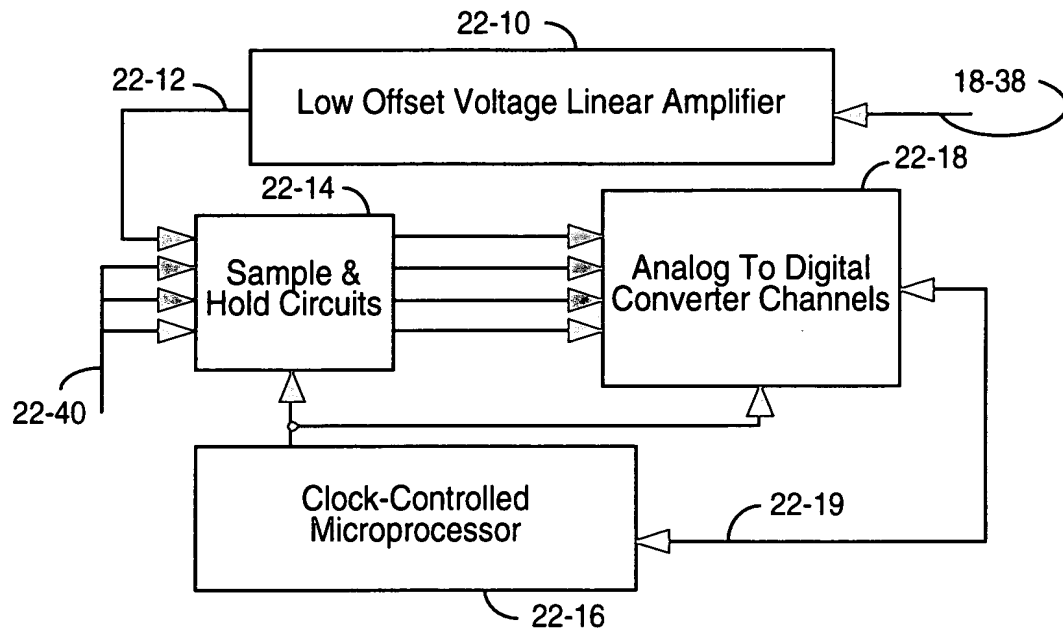 22-10
22-12
Low Offset Voltage Linear Amplifier
18-38
22-18
22-14
Sample &
Hold Circuits
Analog To Digital
Converter Channels
22-40
Clock-Controlled
Microprocessor
22-19
22-16